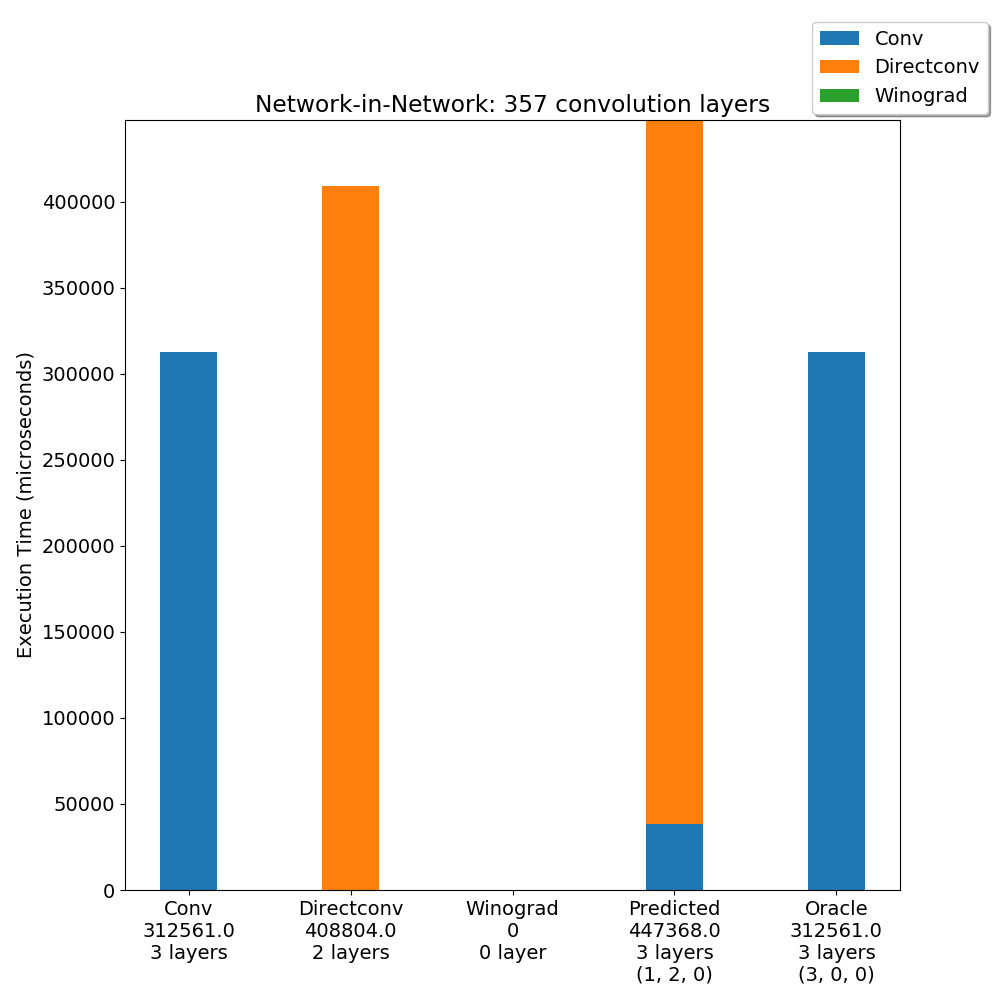 Conv
Directconv
Winograd
Network-in-Network: 357 convolution layers
Execution Time (microseconds)
400000
350000
300000
250000
200000
150000
100000
50000
0
Conv
312561.0
3 layers
Directconv
408804.0
2 layers
Winograd
0
0 layer
Predicted
447368.0
3 layers
(1, 2, 0)
Oracle
312561.0
3 layers
(3, 0, 0)